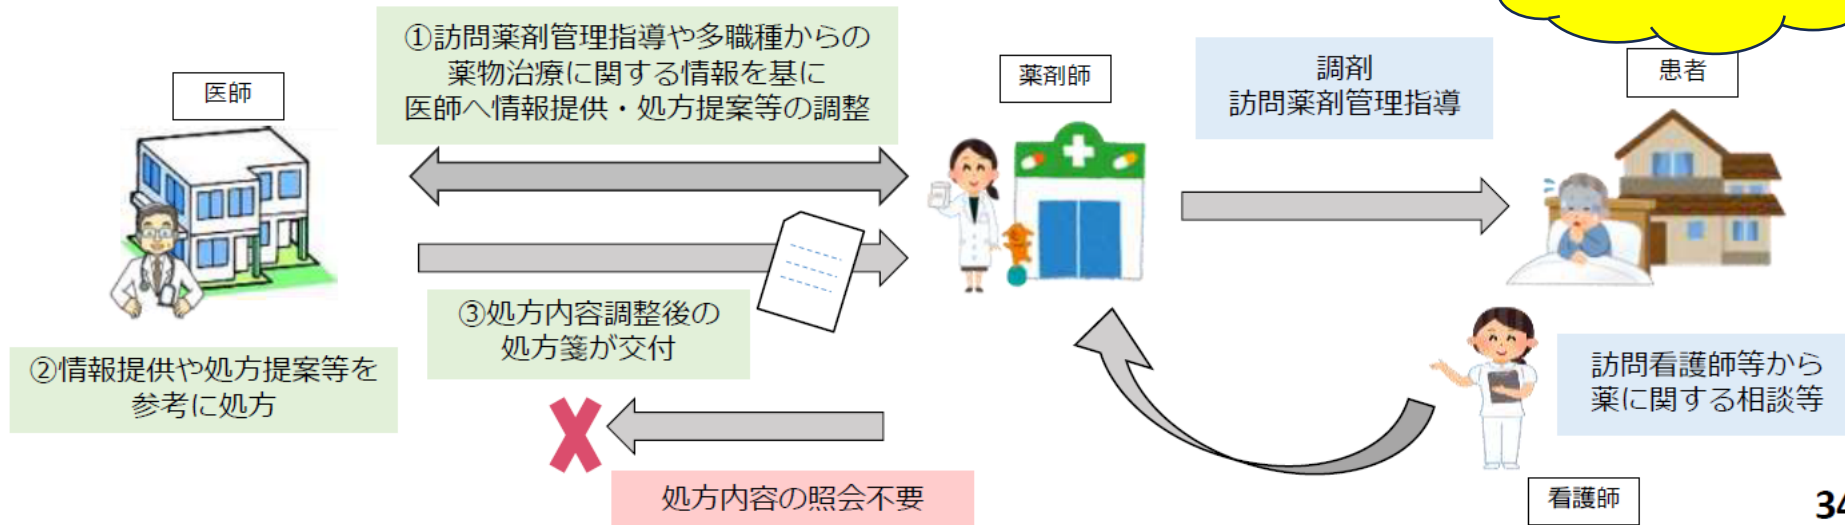 医師
①訪問薬剤管理指導や多職種からの
薬物治療に関する情報を基に
医師へ情報提供・処方提案等の調整
薬剤師
調剤
訪問薬剤管理指導
患者
②情報提供や処方提案等を
参考に処方
③処方内容調整後の
処方箋が交付
処方内容の照会不要
訪問看護師等から
薬に関する相談等
看護師
34